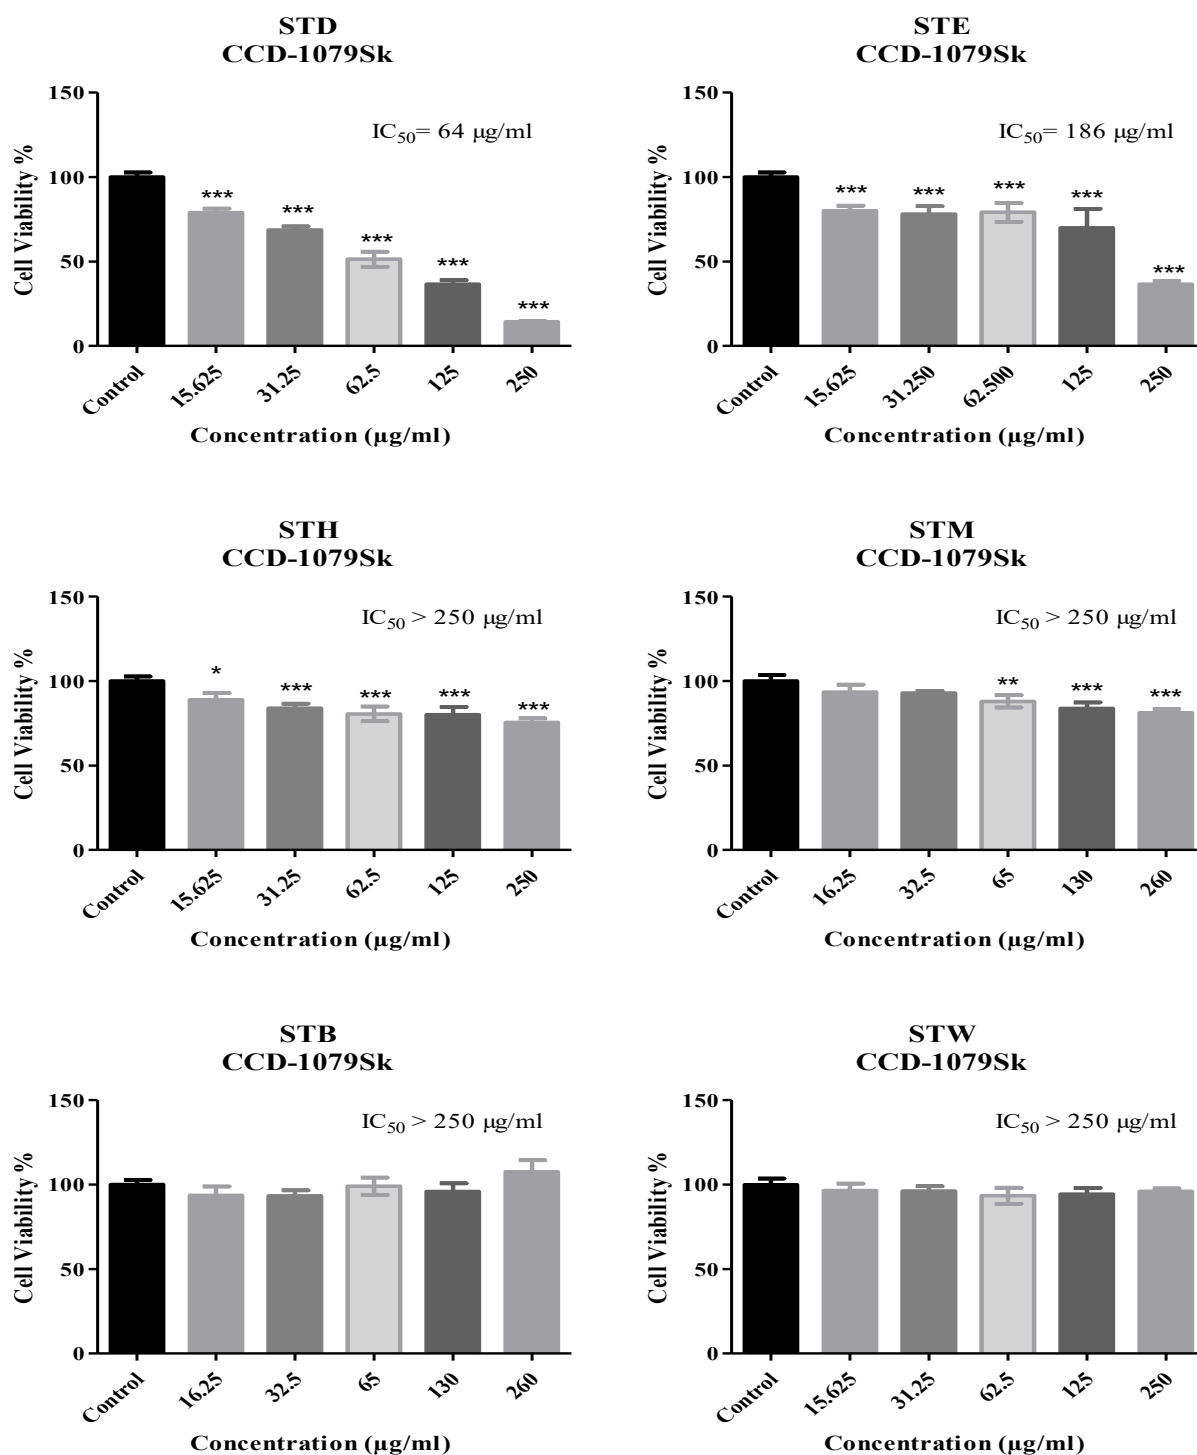 STD
CCD-1079Sk
150
100
50
0
Cell Viability %
IC50= 64 µg/ml
***
***
***
***
***
Control
15.625
31.25
62.5
125
250
Concentration (µg/ml)
STE
CCD-1079Sk
150
100
50
0
Cell Viability %
IC50= 186 µg/ml
***
***
***
***
***
Control
15.625
31.250
62.500
125
250
Concentration (µg/ml)
STH
CCD-1079Sk
150
100
50
0
Cell Viability %
IC50 > 250 µg/ml
*
***
***
***
***
Control
15.625
31.25
62.5
125
250
Concentration (µg/ml)
STM
CCD-1079Sk
150
100
50
0
Cell Viability %
IC50 > 250 µg/ml
**
***
***
Control
16.25
32.5
65
130
260
Concentration (µg/ml)
STB
CCD-1079Sk
150
100
50
0
Cell Viability %
IC50 > 250 µg/ml
Control
16.25
32.5
65
130
260
Concentration (µg/ml)
STW
CCD-1079Sk
150
100
50
0
Cell Viability %
IC50 > 250 µg/ml
Control
15.625
31.25
62.5
125
250
Concentration (µg/ml)